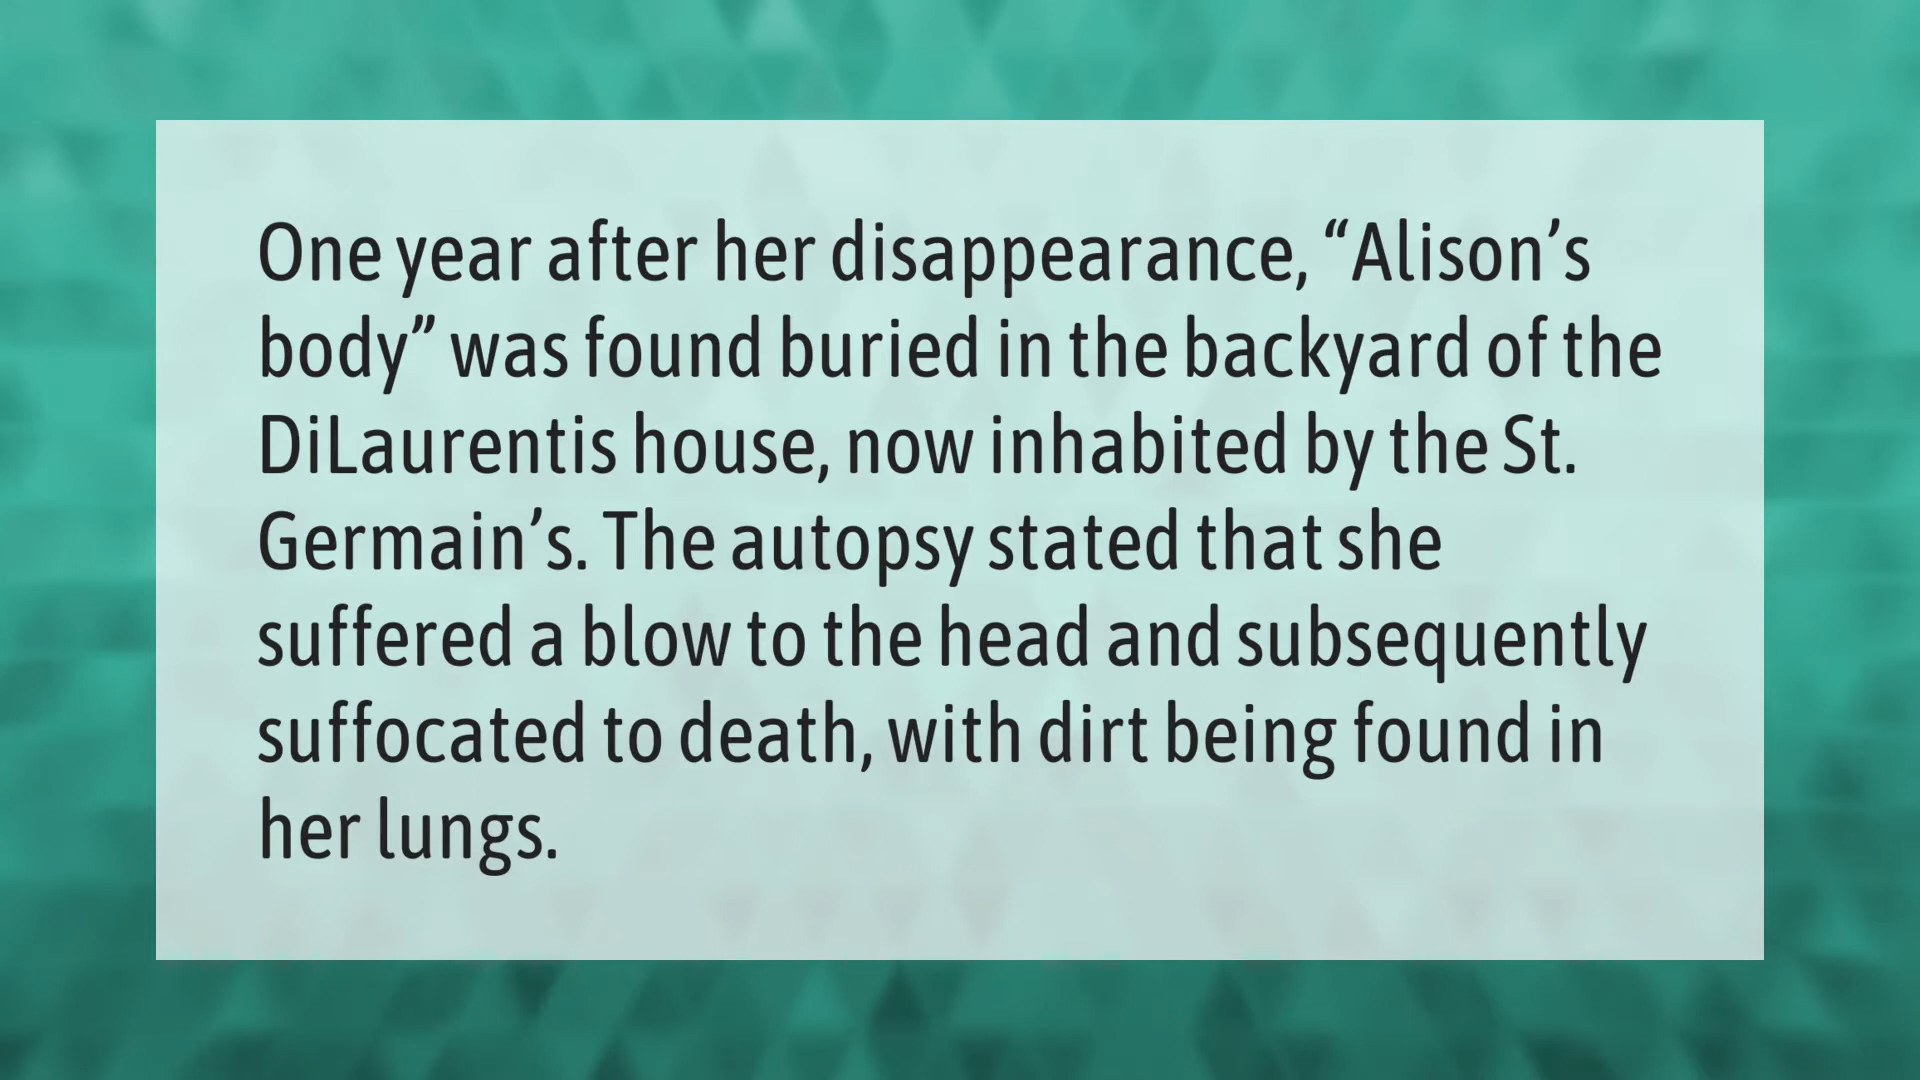 One year after her disappearance, “Alison’s
body” was found buried in the backyard of the
DiLaurentis house, now inhabited by the St.
Germain’s. The autopsy stated that she
suffered a blow to the head and subsequently
suffocated to death, with dirt being found in
her lungs.